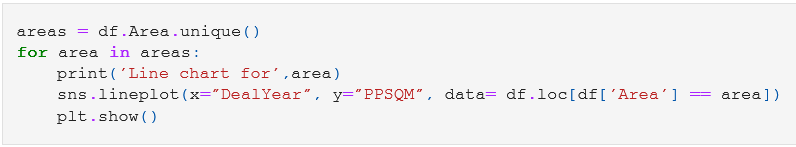 areas = df.Area.unique()
for area in areas:
    print(′Line chart for′,area)
    sns.lineplot(x=″DealYear″, y=″PPSQM″, data= df.loc[df[′Area′] == area])
    plt.show()